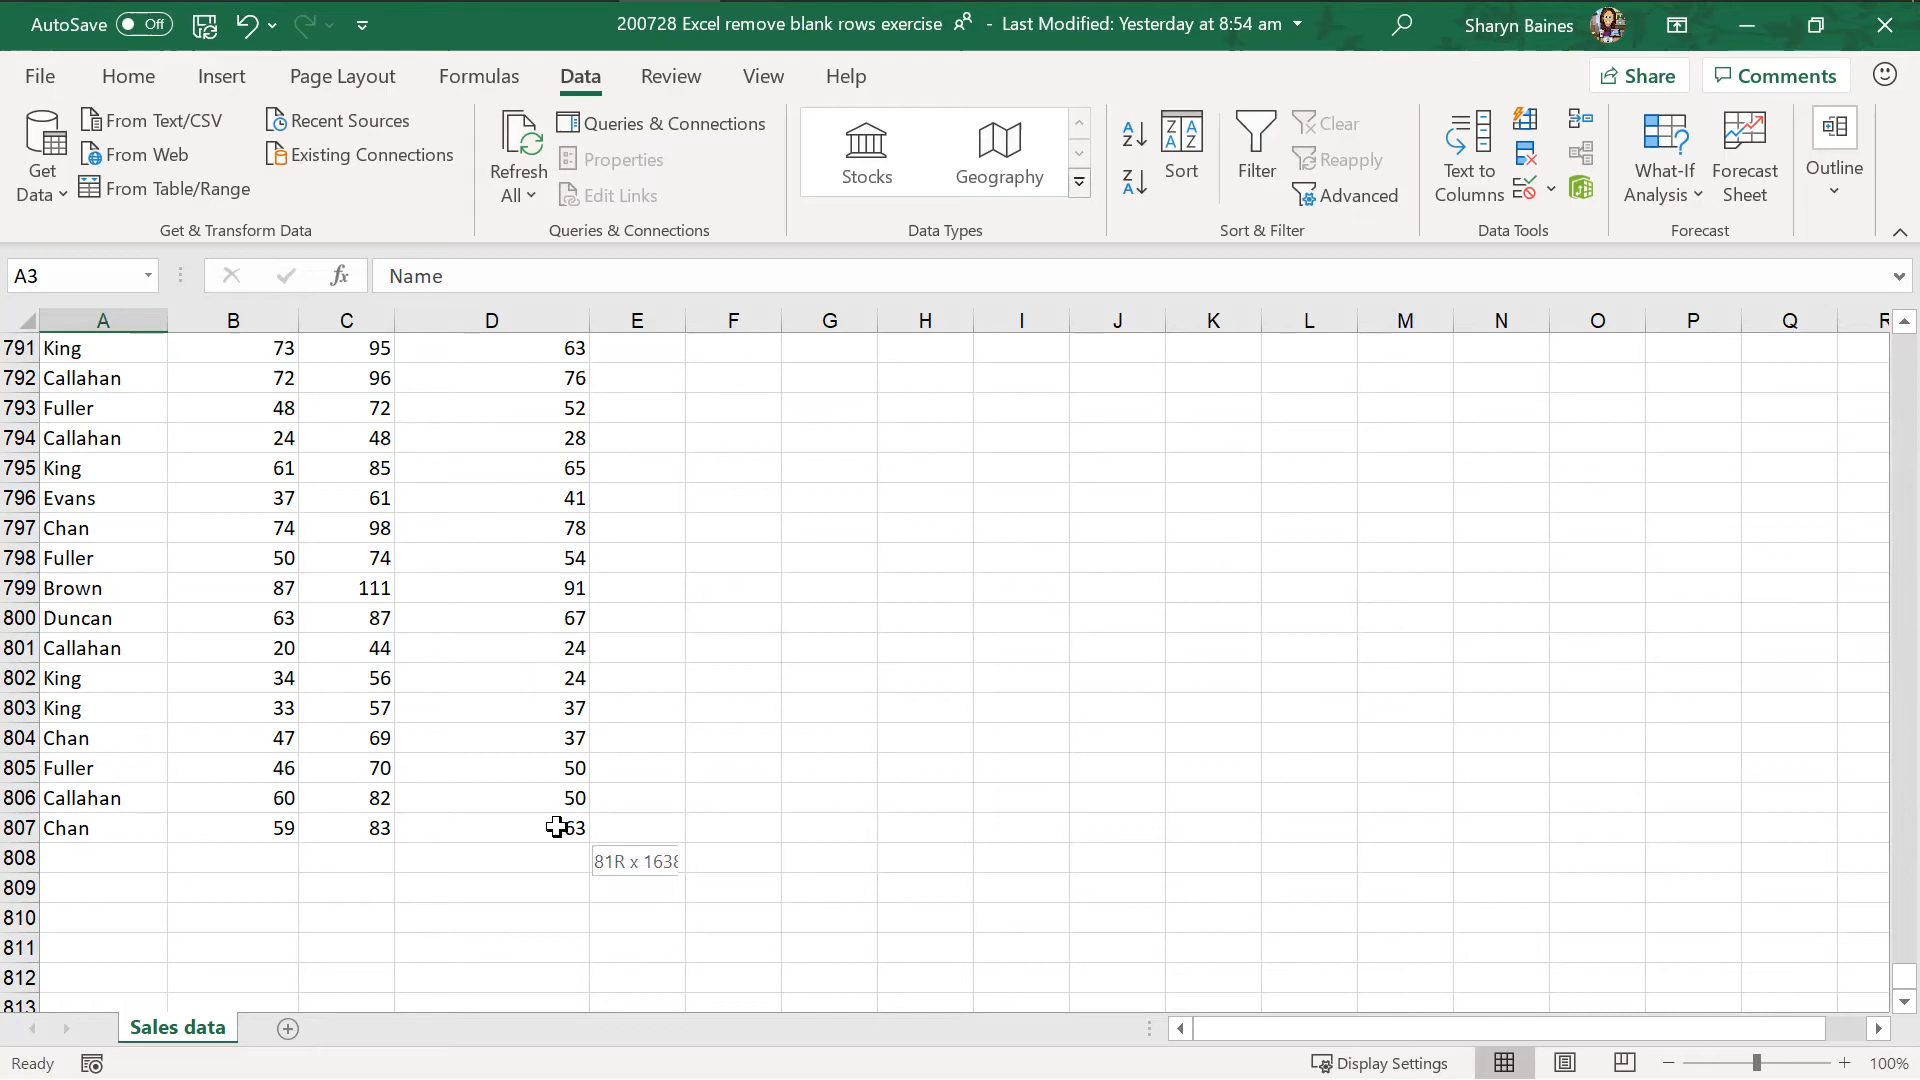 AutoSave Off 200728 Excel remove blank rows exercise - Last Modified: Yesterday at 8:54 am Sharyn Baines
File Home Insert Page Layout Formulas Data Review View Help Share Comments
Get Data
From Text/CSV
From Web
From Table/Range
Recent Sources
Existing Connections
Get & Transform Data
Refresh All
Queries & Connections
Properties
Edit Links
Queries & Connections
Stocks
Geography
Data Types
Sort
Filter
Clear
Reapply
Advanced
Sort & Filter
Text to Columns
Data Tools
What-If Analysis
Forecast Sheet
Forecast
Outline
A3 fx Name
A B C D E F G H I J K L M N O P Q R
791 King 73 95 63
792 Callahan 72 96 76
793 Fuller 48 72 52
794 Callahan 24 48 28
795 King 61 85 65
796 Evans 37 61 41
797 Chan 74 98 78
798 Fuller 50 74 54
799 Brown 87 111 91
800 Duncan 63 87 67
801 Callahan 20 44 24
802 King 34 56 24
803 King 33 57 37
804 Chan 47 69 37
805 Fuller 46 70 50
806 Callahan 60 82 50
807 Chan 59 83 63
808 81R x 1638
809
810
811
812
813
Sales data
Ready Display Settings 100%